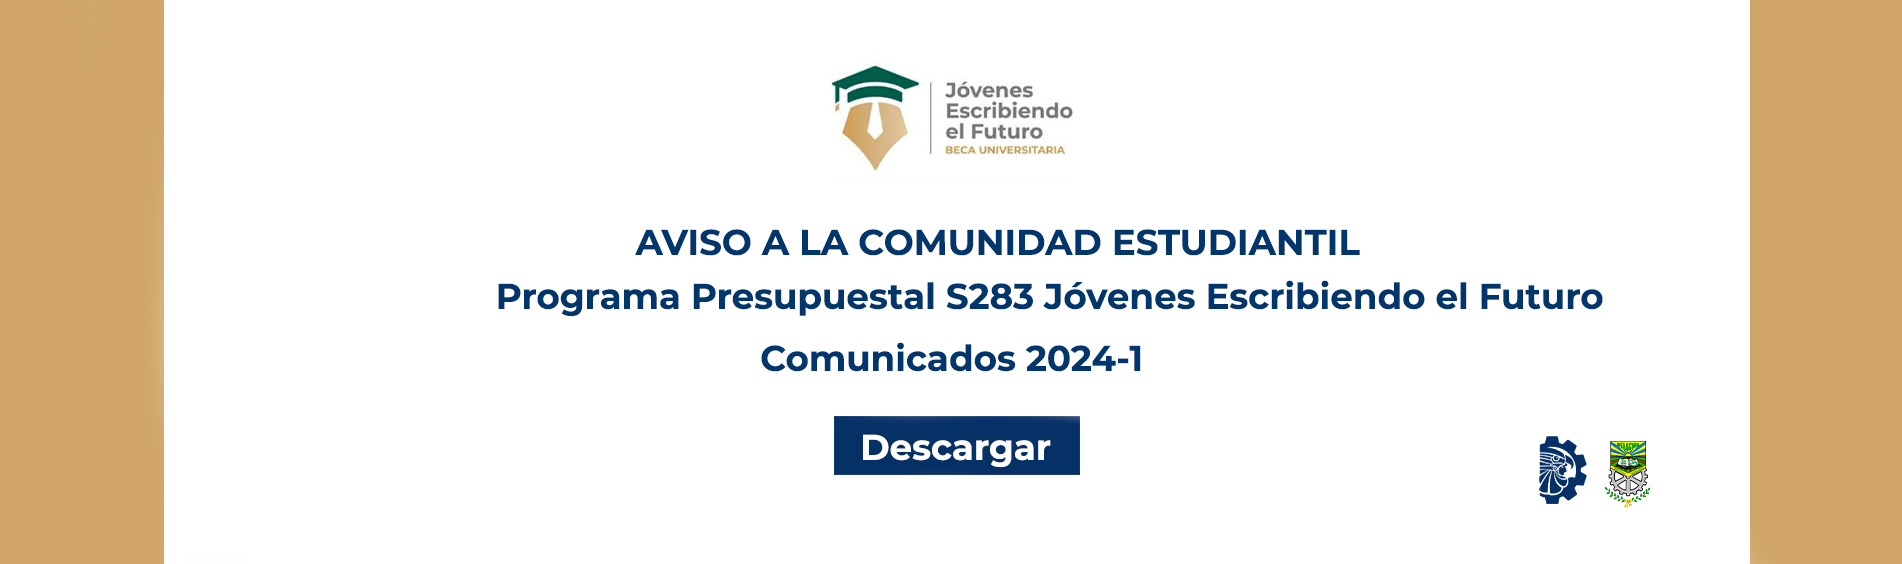 Jóvenes
Escribiendo
el Futuro
BECA UNIVERSITARIA
AVISO A LA COMUNIDAD ESTUDIANTIL
Programa Presupuestal S283 Jóvenes Escribiendo el Futuro
Comunicados 2024-1
Descargar